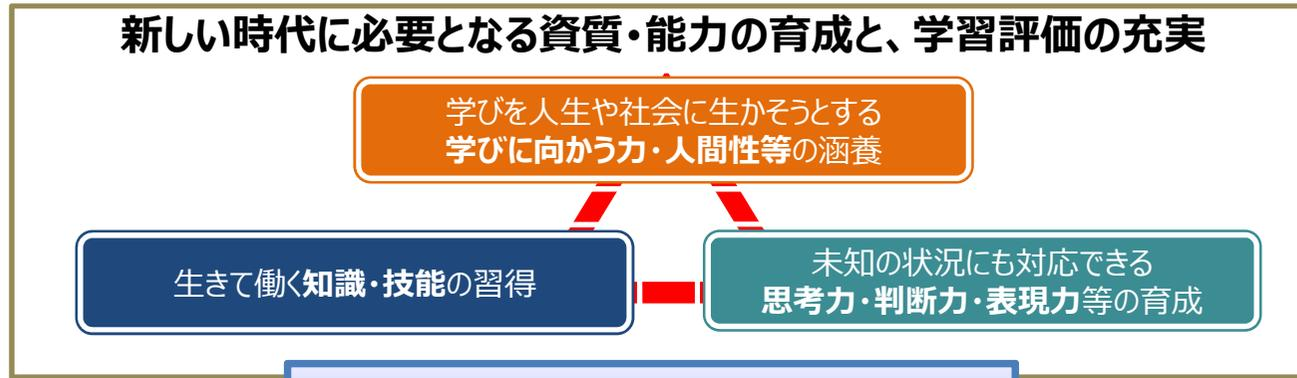 新しい時代に必要となる資質・能力の育成と、学習評価の充実
学びを人生や社会に生かそうとする
学びに向かう力・人間性等の涵養
生きて働く知識・技能の習得
未知の状況にも対応できる
思考力・判断力・表現力等の育成